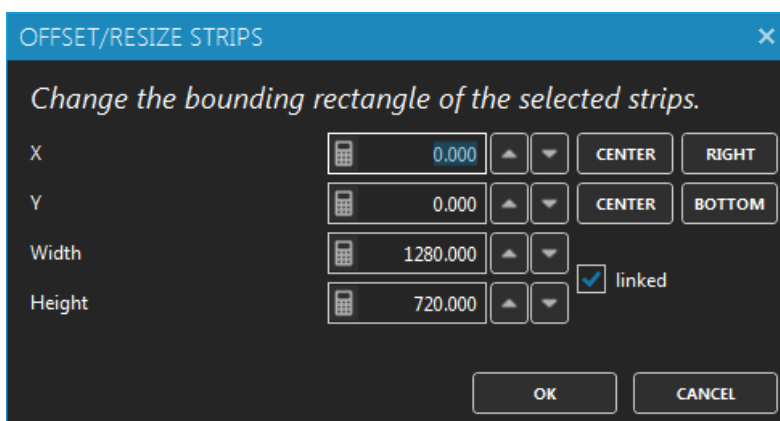 OFFSET/RESIZE STRIPS
Change the bounding rectangle of the selected strips.
X 0.000 CENTER RIGHT
Y 0.000 CENTER BOTTOM
Width 1280.000
linked
Height 720.000
OK CANCEL